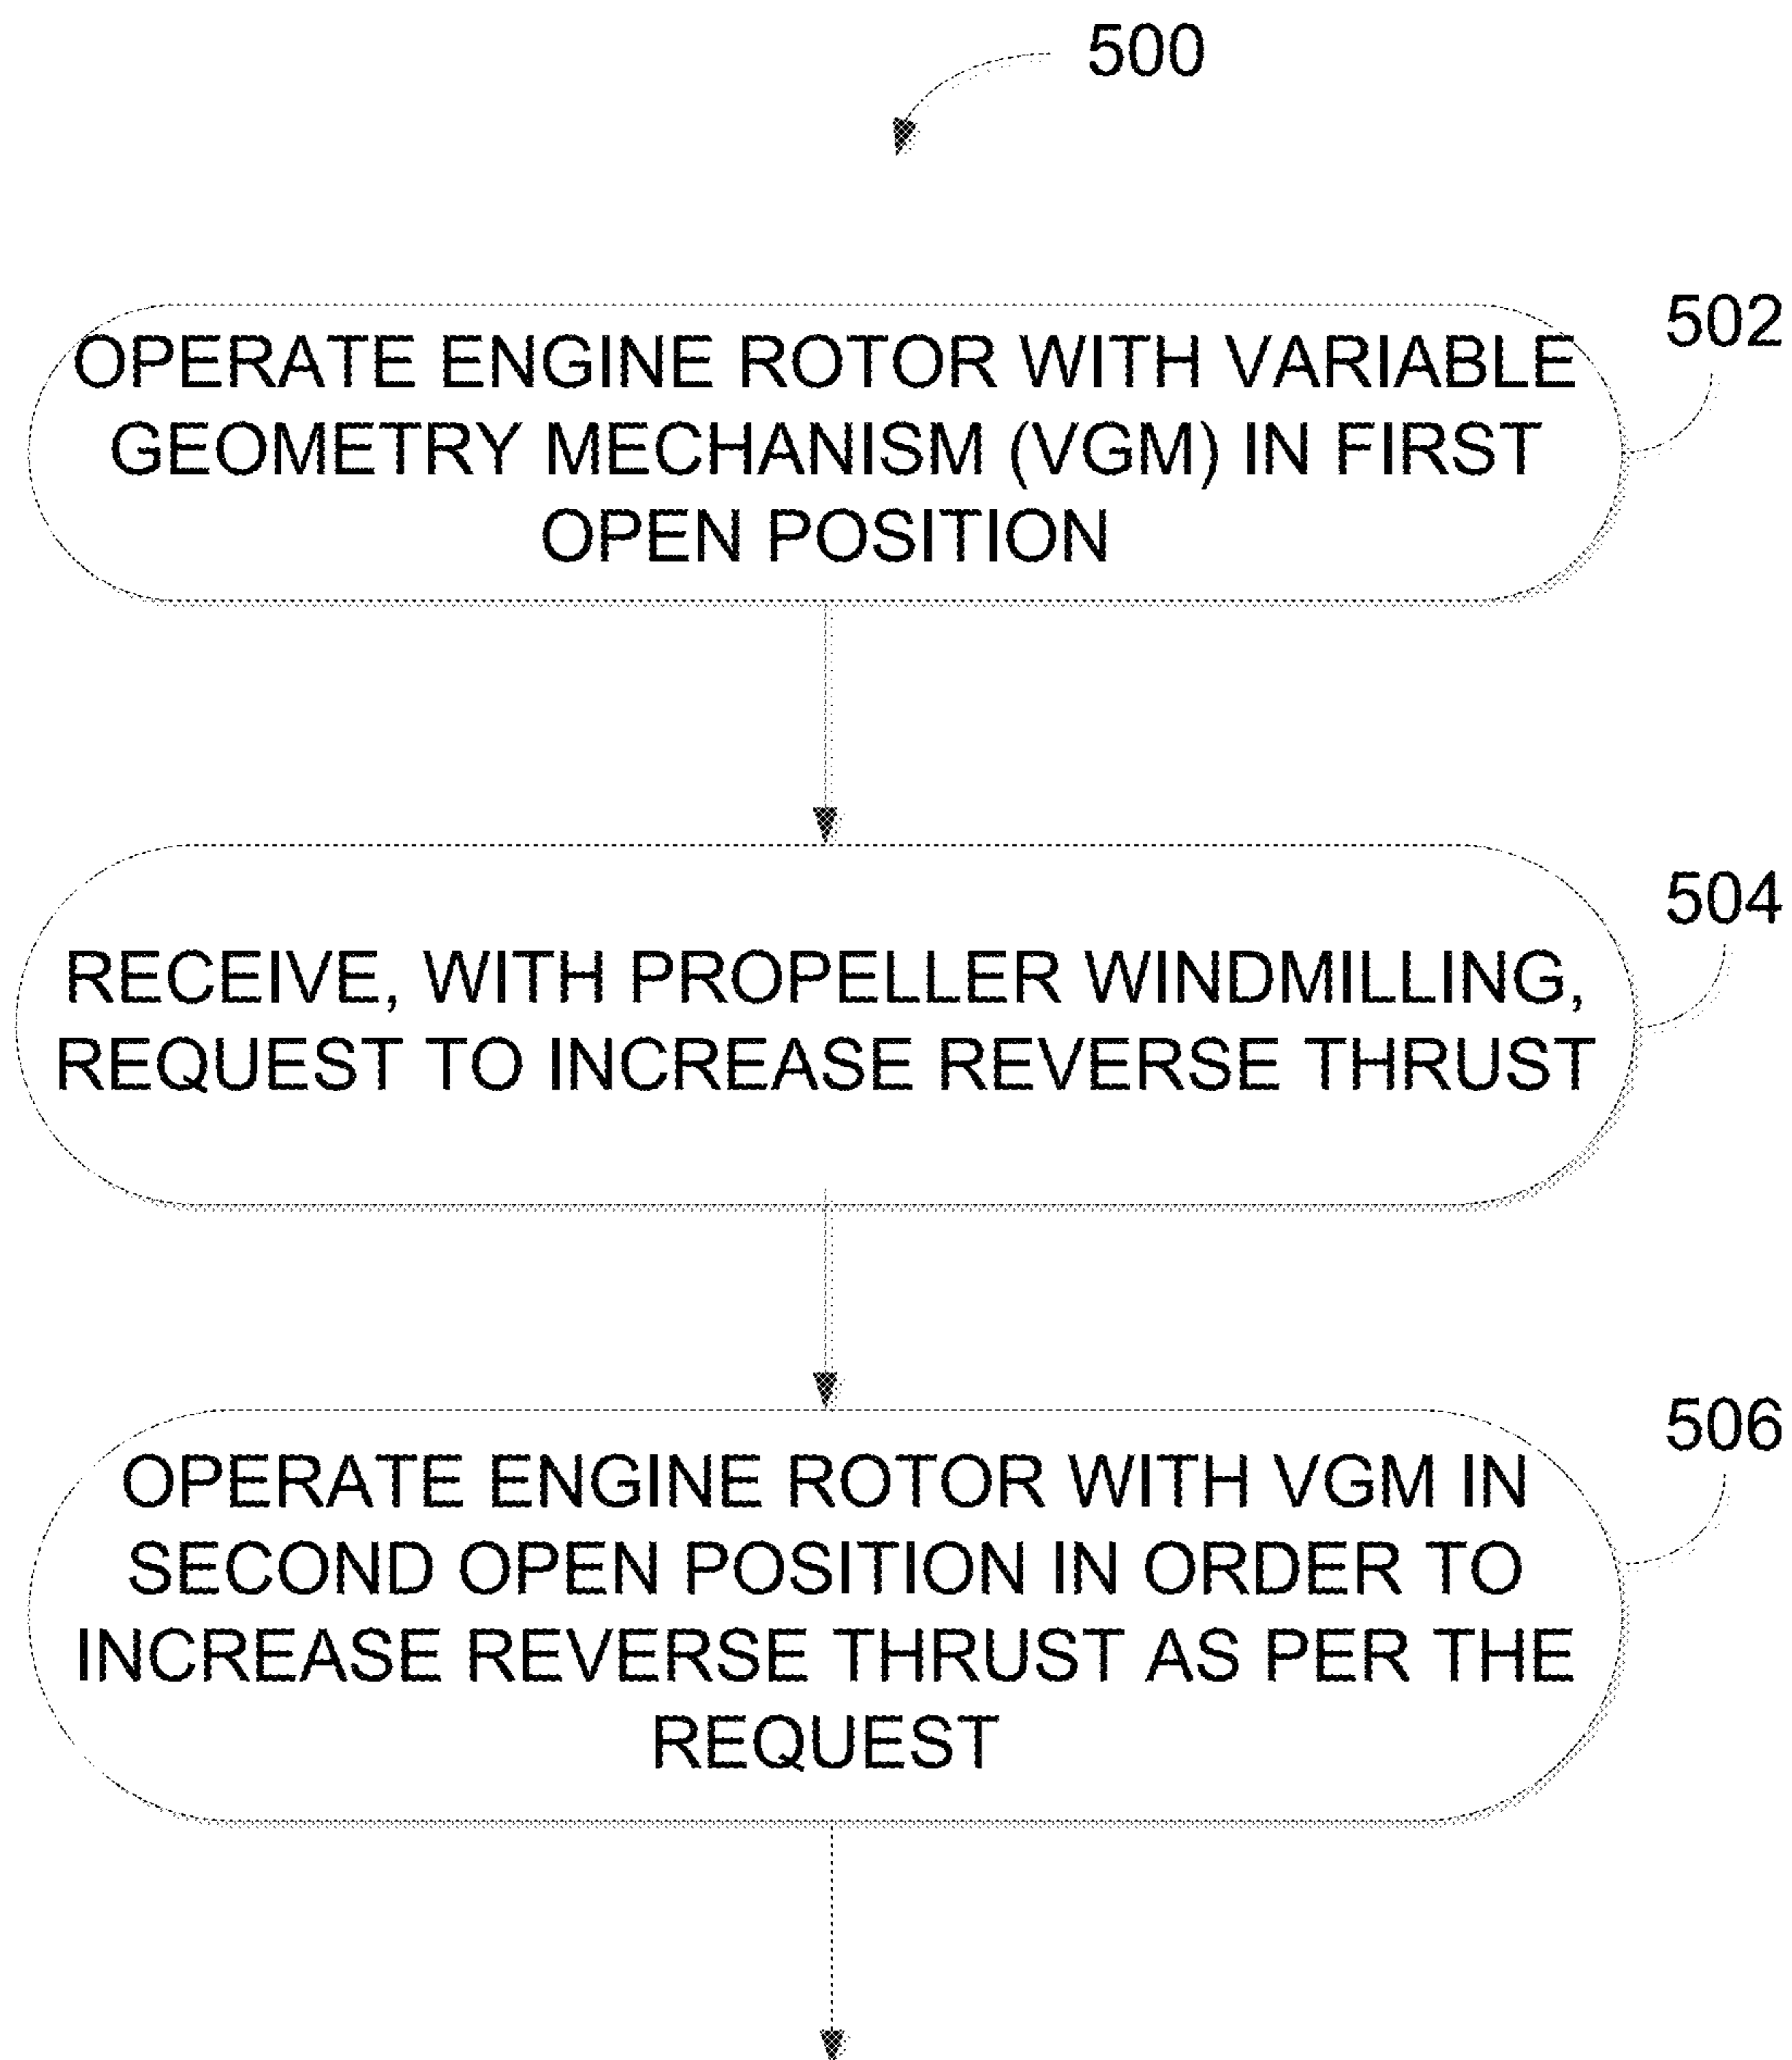 500
502
OPERATE ENGINE ROTOR WITH VARIABLE
GEOMETRY MECHANISM (VGM) IN FIRST
OPEN POSITION
504
RECEIVE, WITH PROPELLER WINDMILLING,
REQUEST TO INCREASE REVERSE THRUST
506
OPERATE ENGINE ROTOR WITH VGM IN
SECOND OPEN POSITION IN ORDER TO
INCREASE REVERSE THRUST AS PER THE
REQUEST